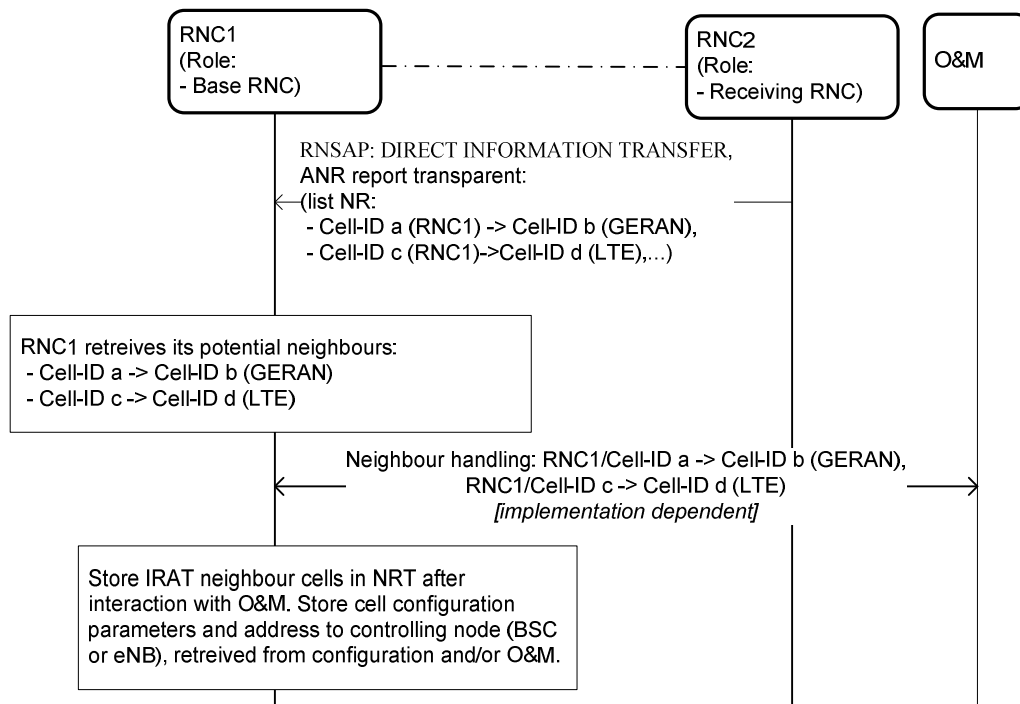 RNC1
(Role:
- Base RNC)
RNC2
(Role:
- Receiving RNC)
O&M
RNSAP: DIRECT INFORMATION TRANSFER,
ANR report transparent:
(list NR:
- Cell-ID a (RNC1) -> Cell-ID b (GERAN),
- Cell-ID c (RNC1)->Cell-ID d (LTE),...)
RNC1 retreives its potential neighbours:
- Cell-ID a -> Cell-ID b (GERAN)
- Cell-ID c -> Cell-ID d (LTE)
Neighbour handling: RNC1/Cell-ID a -> Cell-ID b (GERAN),
RNC1/Cell-ID c -> Cell-ID d (LTE)
[implementation dependent]
Store IRAT neighbour cells in NRT after
interaction with O&M. Store cell configuration
parameters and address to controlling node (BSC
or eNB), retreived from configuration and/or O&M.